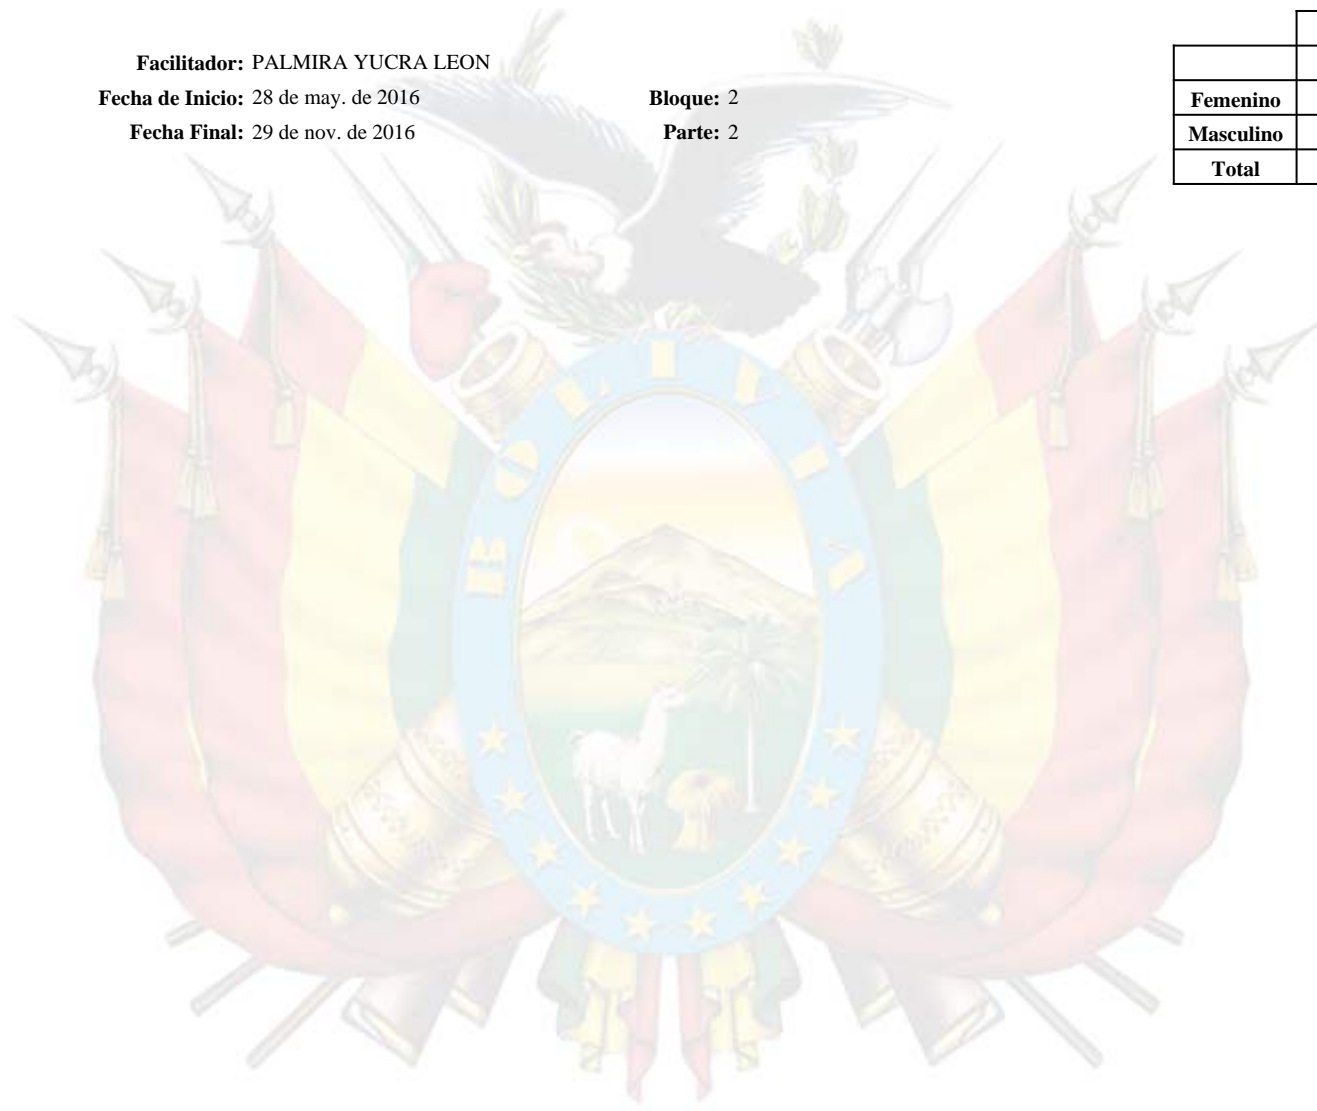 Facilitador: PALMIRA YUCRA LEON
Fecha de Inicio: 28 de may. de 2016 Bloque: 2
Fecha Final: 29 de nov. de 2016 Parte: 2
Femenino
Masculino
Total
BOLIVIA